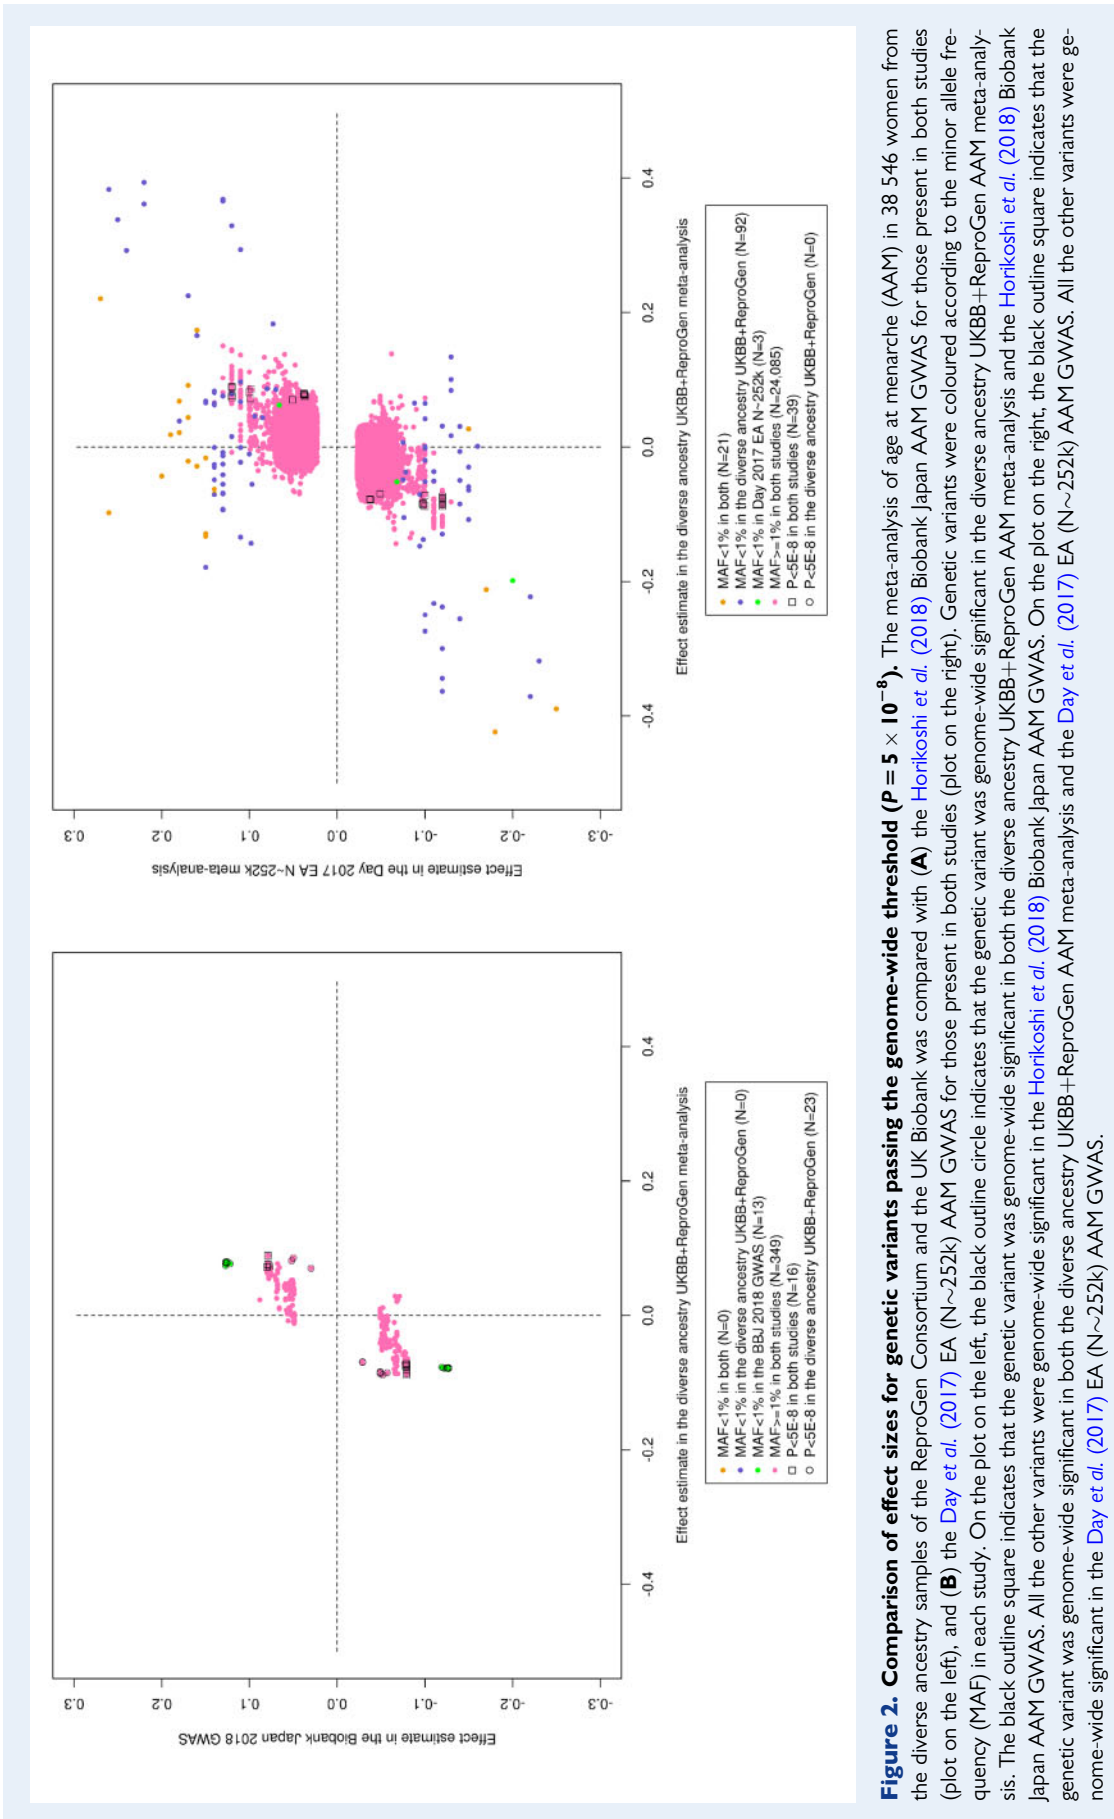 Effect estimate in the Biobank Japan 2018 GWAS
0.3
0.2
0.1
0.0
-0.1
-0.2
-0.3
-0.4 -0.2 0.0 0.2 0.4
Effect estimate in the diverse ancestry UKBB+ReproGen meta-analysis
MAF<1% in both (N=0)
MAF<1% in the diverse ancestry UKBB+ReproGen (N=0)
MAF<1% in the BBJ 2018 GWAS (N=13)
MAF>=1% in both studies (N=349)
P<5E-8 in both studies (N=16)
P<5E-8 in the diverse ancestry UKBB+ReproGen (N=23)
Effect estimate in the Day 2017 EA N~252k meta-analysis
0.3
0.2
0.1
0.0
-0.1
-0.2
-0.3
-0.4 -0.2 0.0 0.2 0.4
Effect estimate in the diverse ancestry UKBB+ReproGen meta-analysis
MAF<1% in both (N=21)
MAF<1% in the diverse ancestry UKBB+ReproGen (N=92)
MAF<1% in Day 2017 EA N~252k (N=3)
MAF>=1% in both studies (N=24,085)
P<5E-8 in both studies (N=39)
P<5E-8 in the diverse ancestry UKBB+ReproGen (N=0)
Figure 2. Comparison of effect sizes for genetic variants passing the genome-wide threshold (P = 5 × 10⁻⁸). The meta-analysis of age at menarche (AAM) in 38 546 women from
the diverse ancestry samples of the ReproGen Consortium and the UK Biobank was compared with (A) the Horikoshi et al. (2018) Biobank Japan AAM GWAS for those present in both studies
(plot on the left), and (B) the Day et al. (2017) EA (N~252k) AAM GWAS for those present in both studies (plot on the right). Genetic variants were coloured according to the minor allele fre-
quency (MAF) in each study. On the plot on the left, the black outline circle indicates that the genetic variant was genome-wide significant in the diverse ancestry UKBB+ReproGen AAM meta-analy-
sis. The black outline square indicates that the genetic variant was genome-wide significant in both the diverse ancestry UKBB+ReproGen AAM meta-analysis and the Horikoshi et al. (2018) Biobank
Japan AAM GWAS. All the other variants were genome-wide significant in the Horikoshi et al. (2018) Biobank Japan AAM GWAS. On the plot on the right, the black outline square indicates that the
genetic variant was genome-wide significant in both the diverse ancestry UKBB+ReproGen AAM meta-analysis and the Day et al. (2017) EA (N~252k) AAM GWAS. All the other variants were ge-
nome-wide significant in the Day et al. (2017) EA (N~252k) AAM GWAS.